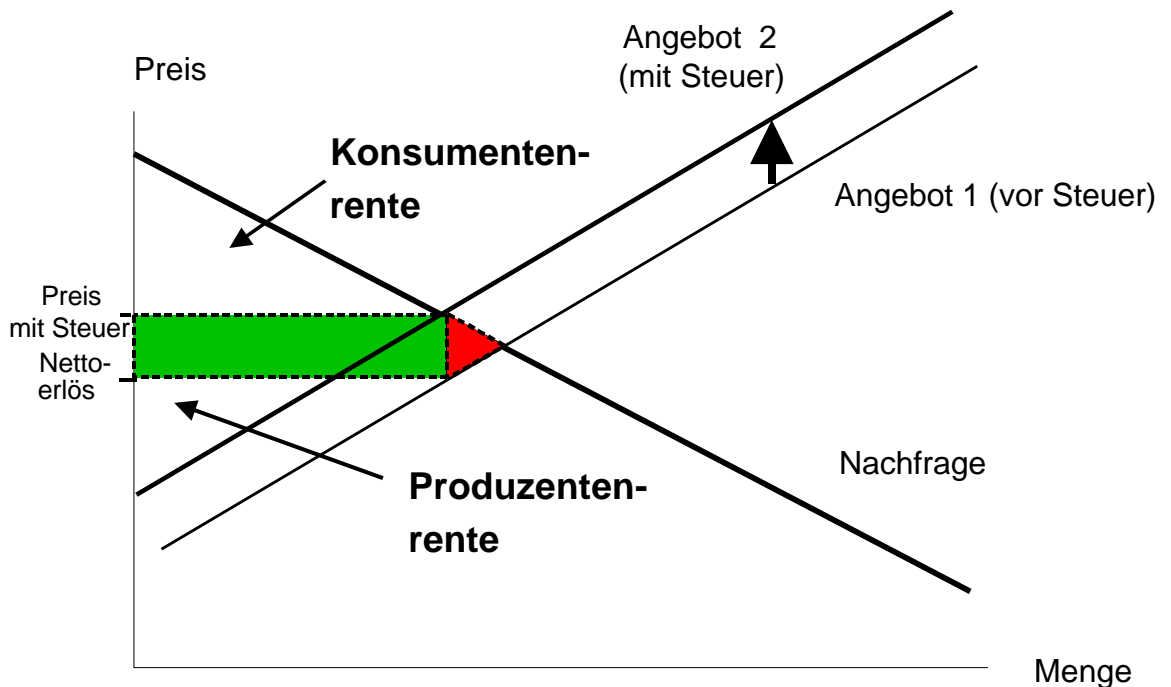 Angebot 2
(mit Steuer)
Preis
Konsumenten-
rente
Angebot 1 (vor Steuer)
Preis
mit Steuer
Netto-
erlös
Nachfrage
Produzenten-
rente
Menge